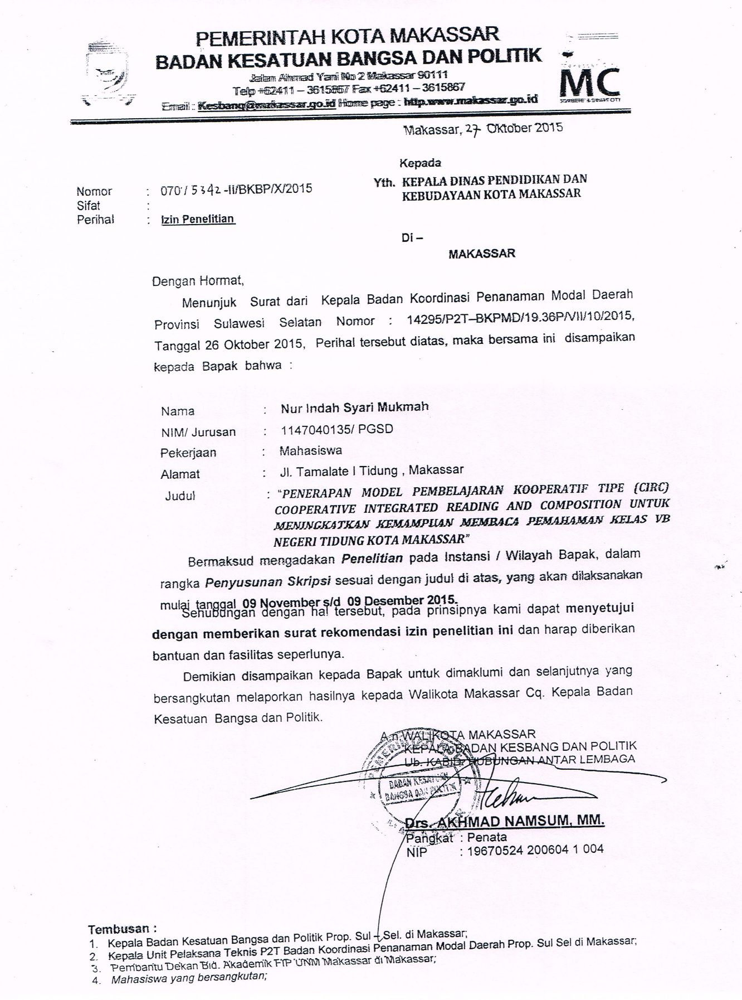 PEMERINTAH KOTA MAKASSAR
BADAN KESATUAN BANGSA DAN POLITIK
Jalan Ahmad Yani No 2 Makassar 90111
Telp +62411 – 3615867 Fax +62411 – 3615867
Email : Kesbang@makassar.go.id Home page : http.www.makassar.go.id
MC
Makassar, 27 Oktober 2015
Kepada
Yth. KEPALA DINAS PENDIDIKAN DAN
KEBUDAYAAN KOTA MAKASSAR
Nomor : 070 / 5342 -II/BKBP/X/2015
Sifat :
Perihal : Izin Penelitian
Di –
MAKASSAR
Dengan Hormat,
Menunjuk Surat dari Kepala Badan Koordinasi Penanaman Modal Daerah
Provinsi Sulawesi Selatan Nomor : 14295/P2T–BKPMD/19.36P/VII/10/2015,
Tanggal 26 Oktober 2015, Perihal tersebut diatas, maka bersama ini disampaikan
kepada Bapak bahwa :
Nama : Nur Indah Syari Mukmah
NIM/ Jurusan : 1147040135/ PGSD
Pekerjaan : Mahasiswa
Alamat : Jl. Tamalate I Tidung , Makassar
Judul : "PENERAPAN MODEL PEMBELAJARAN KOOPERATIF TIPE (CIRC)
COOPERATIVE INTEGRATED READING AND COMPOSITION UNTUK
MENINGKATKAN KEMAMPUAN MEMBACA PEMAHAMAN KELAS VB
NEGERI TIDUNG KOTA MAKASSAR"
Bermaksud mengadakan Penelitian pada Instansi / Wilayah Bapak, dalam
rangka Penyusunan Skripsi sesuai dengan judul di atas, yang akan dilaksanakan
mulai tanggal 09 November s/d 09 Desember 2015.
Sehubungan dengan hal tersebut, pada prinsipnya kami dapat menyetujui
dengan memberikan surat rekomendasi izin penelitian ini dan harap diberikan
bantuan dan fasilitas seperlunya.
Demikian disampaikan kepada Bapak untuk dimaklumi dan selanjutnya yang
bersangkutan melaporkan hasilnya kepada Walikota Makassar Cq. Kepala Badan
Kesatuan Bangsa dan Politik.
A.n WALIKOTA MAKASSAR
KEPALA BADAN KESBANG DAN POLITIK
Ub. KABID. HUBUNGAN ANTAR LEMBAGA
BADAN KESATUAN
BANGSA DAN POLITIK
Drs. AKHMAD NAMSUM, MM.
Pangkat : Penata
NIP : 19670524 200604 1 004
Tembusan :
1. Kepala Badan Kesatuan Bangsa dan Politik Prop. Sul – Sel. di Makassar;
2. Kepala Unit Pelaksana Teknis P2T Badan Koordinasi Penanaman Modal Daerah Prop. Sul Sel di Makassar;
3. Pembantu Dekan Bid. Akademik FIP UNM Makassar di Makassar;
4. Mahasiswa yang bersangkutan;